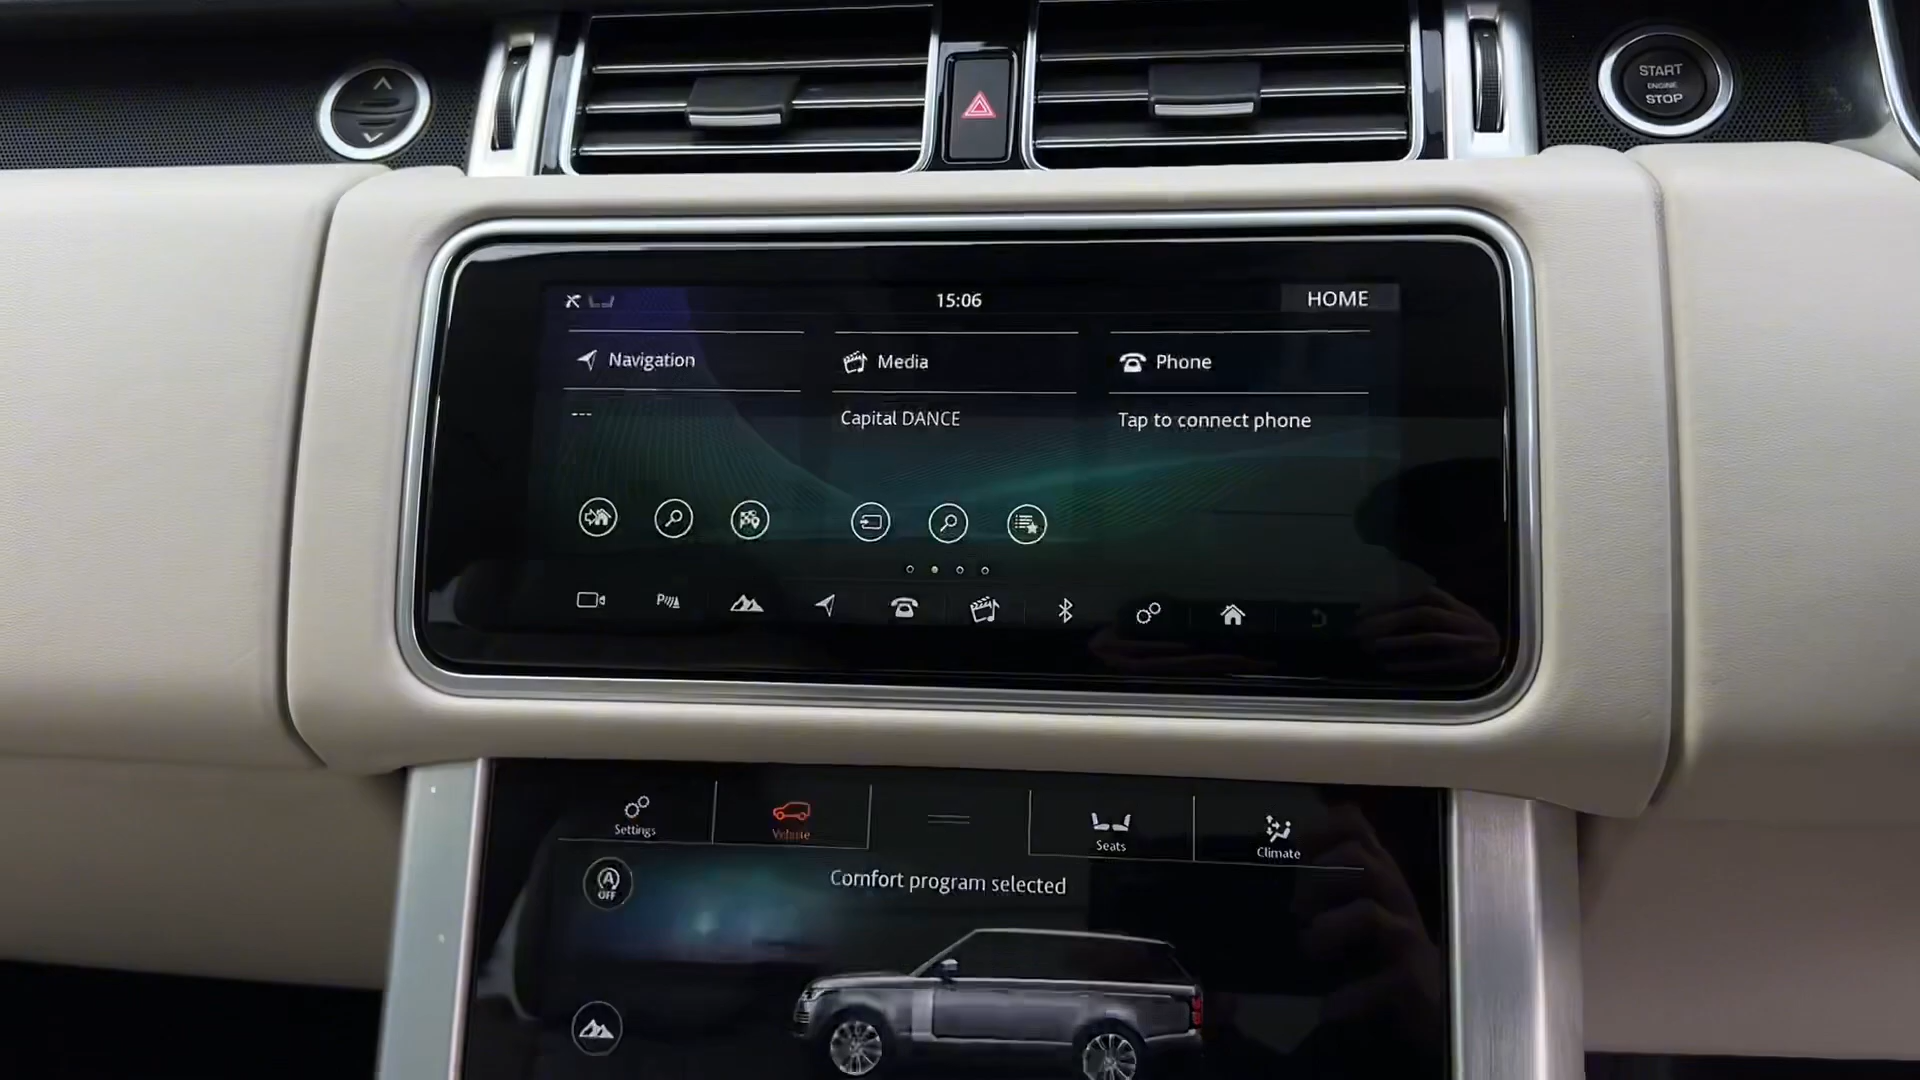 START
ENGINE
STOP
15:06
HOME
Navigation
Media
Phone
---
Capital DANCE
Tap to connect phone
P
Settings
Vehicle
Seats
Climate
A
OFF
Comfort program selected